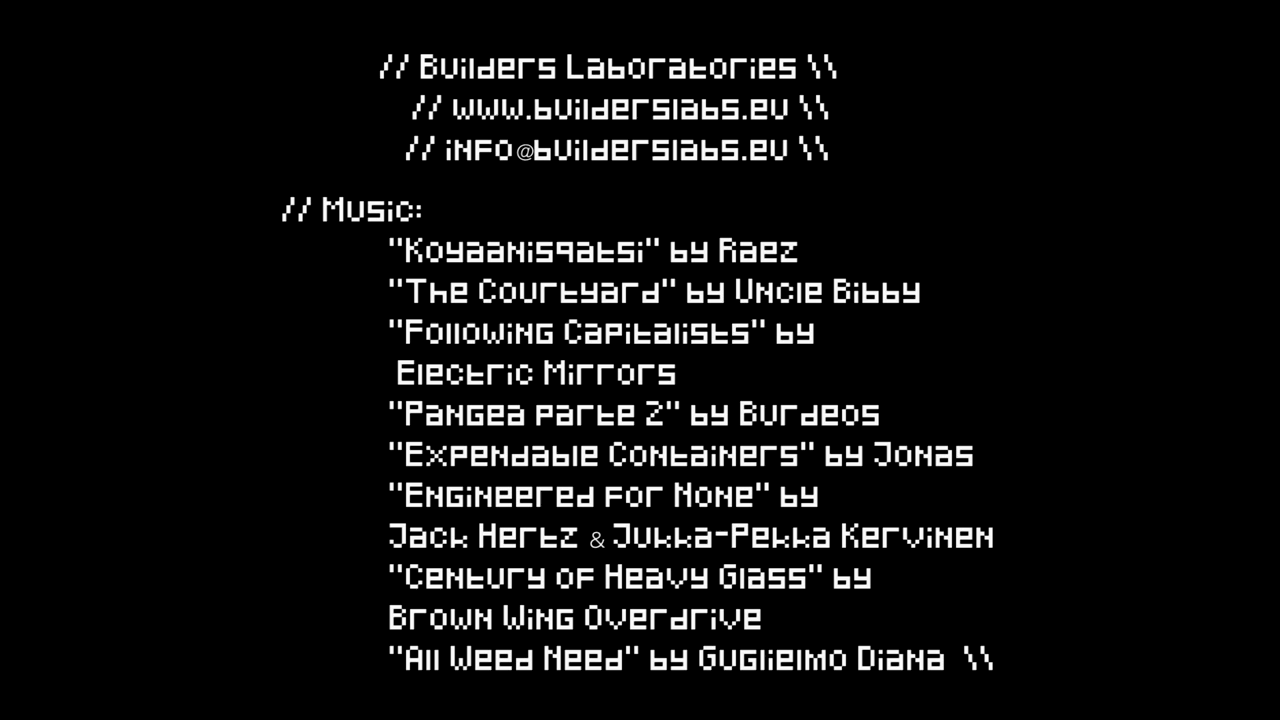 // Builders Laboratories \\
// www.builderslabs.eu \\
// info@builderslabs.eu \\
// Music:
"Koyaanisqatsi" by Raez
"The Courtyard" by Uncle Bibby
"Following Capitalists" by
Electric Mirrors
"Pangea parte 2" by Burdeos
"Expendable Containers" by Jonas
"Engineered for None" by
Jack Hertz & Jukka-Pekka Kervinen
"Century of Heavy Glass" by
Brown Wing Overdrive
"All Weed Need" by Guglielmo Diana \\